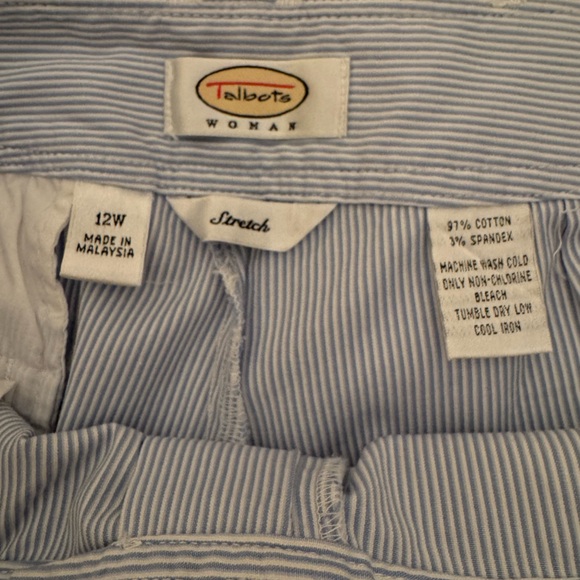 Talbots
WOMAN
12W
MADE IN
MALAYSIA
Stretch
97% COTTON
3% SPANDEX
MACHINE WASH COLD
ONLY NON-CHLORINE
BLEACH
TUMBLE DRY LOW
COOL IRON